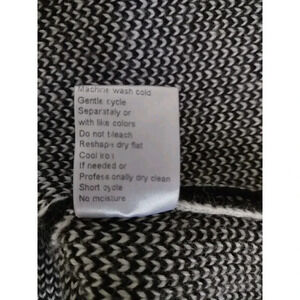 Machine wash cold
Gentle cycle
Separately or
with like colors
Do not bleach
Reshape dry flat
Cool iron
If needed or
Professionally dry clean
Short cycle
No moisture